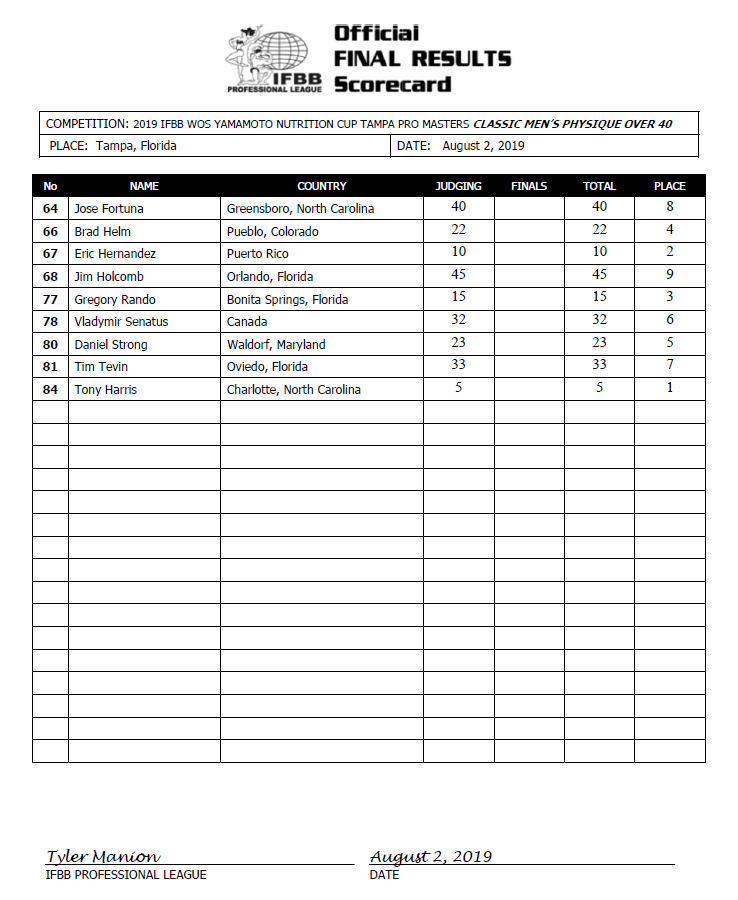 IFBB
PROFESSIONAL LEAGUE
Official
FINAL RESULTS
Scorecard
COMPETITION: 2019 IFBB WOS YAMAMOTO NUTRITION CUP TAMPA PRO MASTERS CLASSIC MEN'S PHYSIQUE OVER 40
PLACE: Tampa, Florida DATE: August 2, 2019
No NAME COUNTRY JUDGING FINALS TOTAL PLACE
64 Jose Fortuna Greensboro, North Carolina 40 40 8
66 Brad Helm Pueblo, Colorado 22 22 4
67 Eric Hernandez Puerto Rico 10 10 2
68 Jim Holcomb Orlando, Florida 45 45 9
77 Gregory Rando Bonita Springs, Florida 15 15 3
78 Vladymir Senatus Canada 32 32 6
80 Daniel Strong Waldorf, Maryland 23 23 5
81 Tim Tevin Oviedo, Florida 33 33 7
84 Tony Harris Charlotte, North Carolina 5 5 1
Tyler Manion August 2, 2019
IFBB PROFESSIONAL LEAGUE DATE